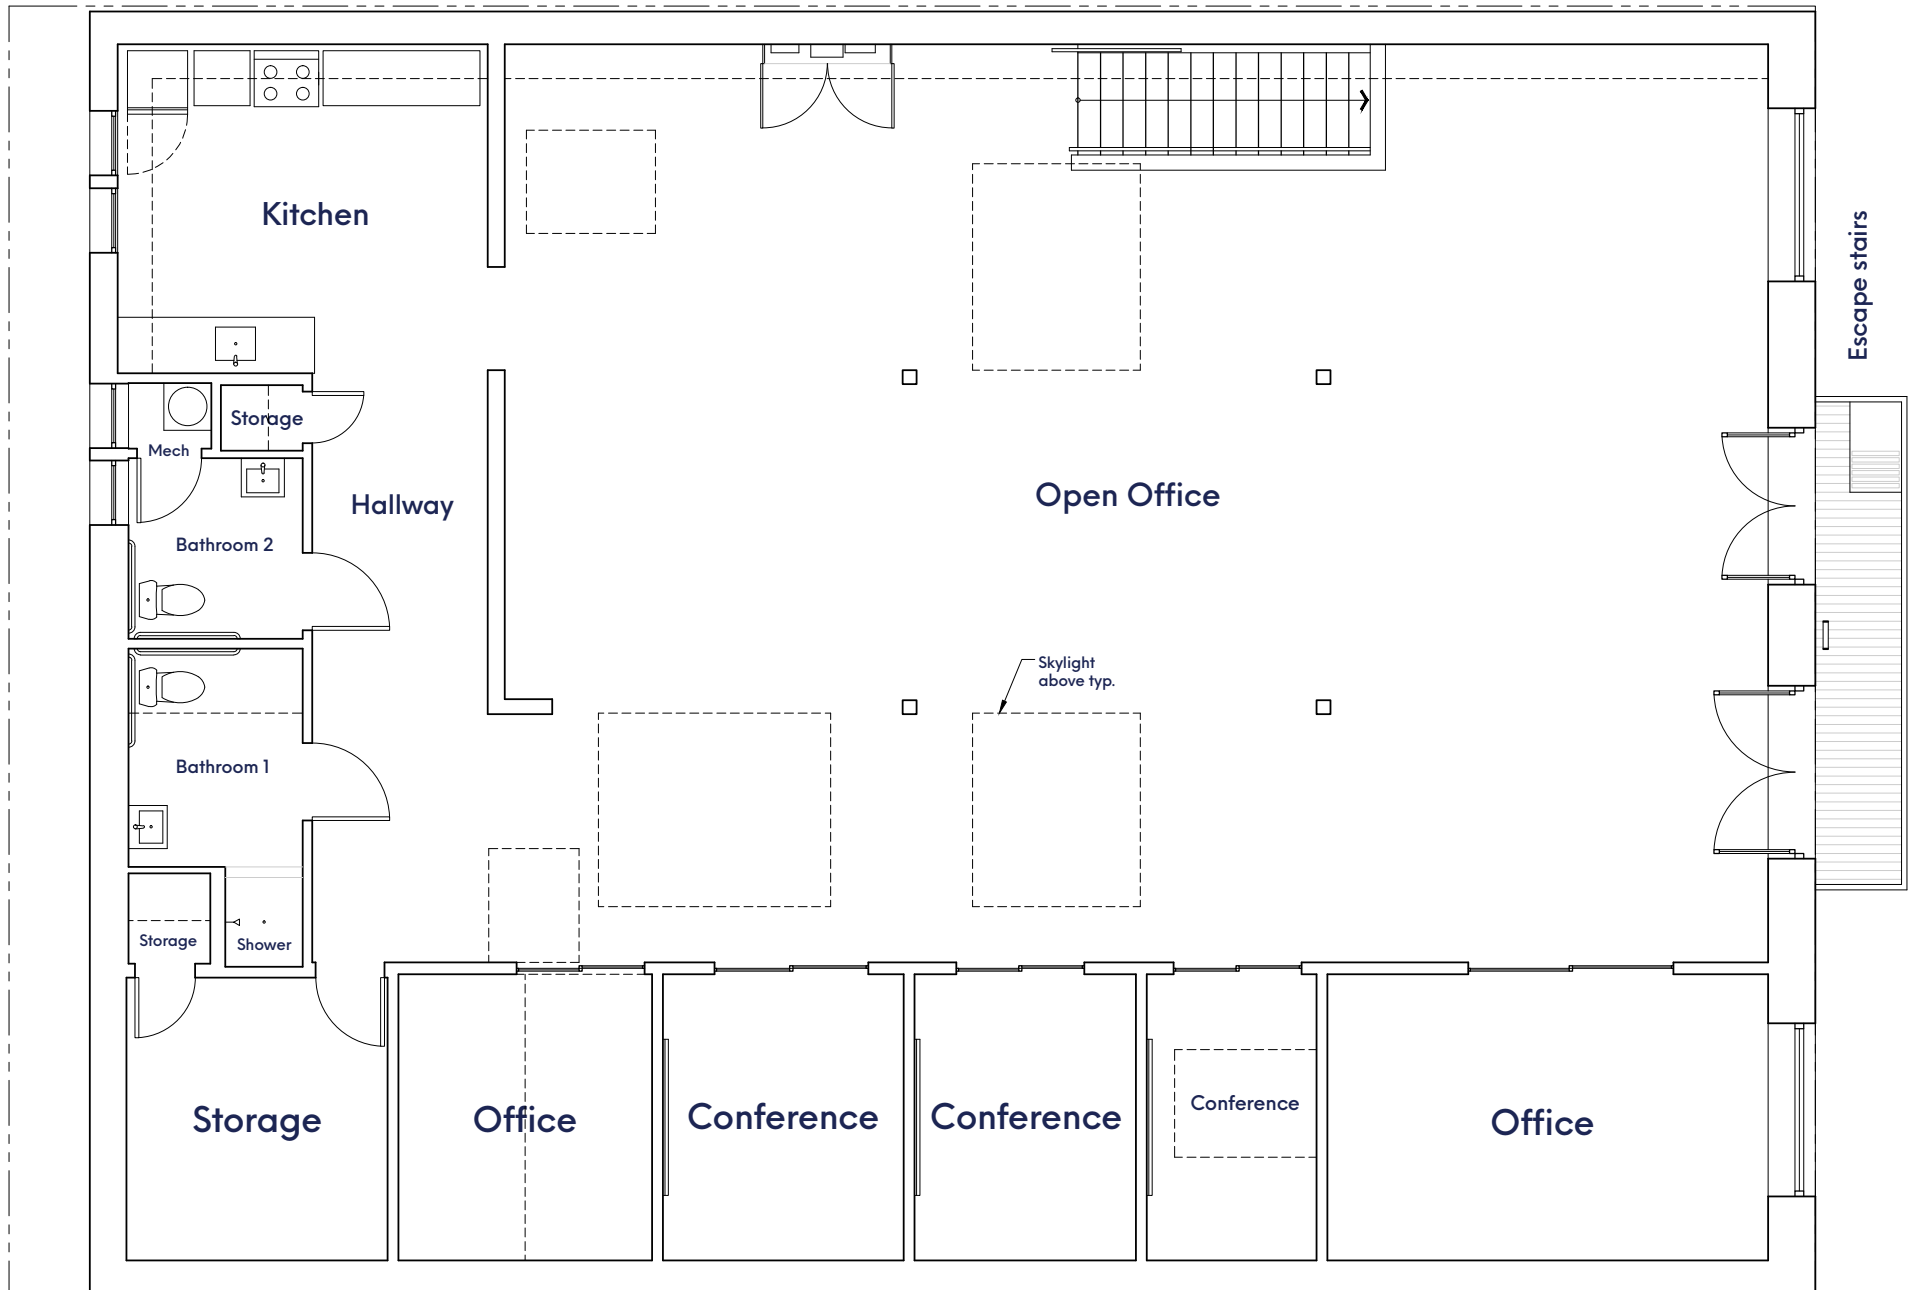 Kitchen
Escape stairs
Storage
Mech
Hallway
Open Office
Bathroom 2
Skylight
above typ.
Bathroom 1
Storage
Shower
Storage
Office
Conference
Conference
Conference
Office